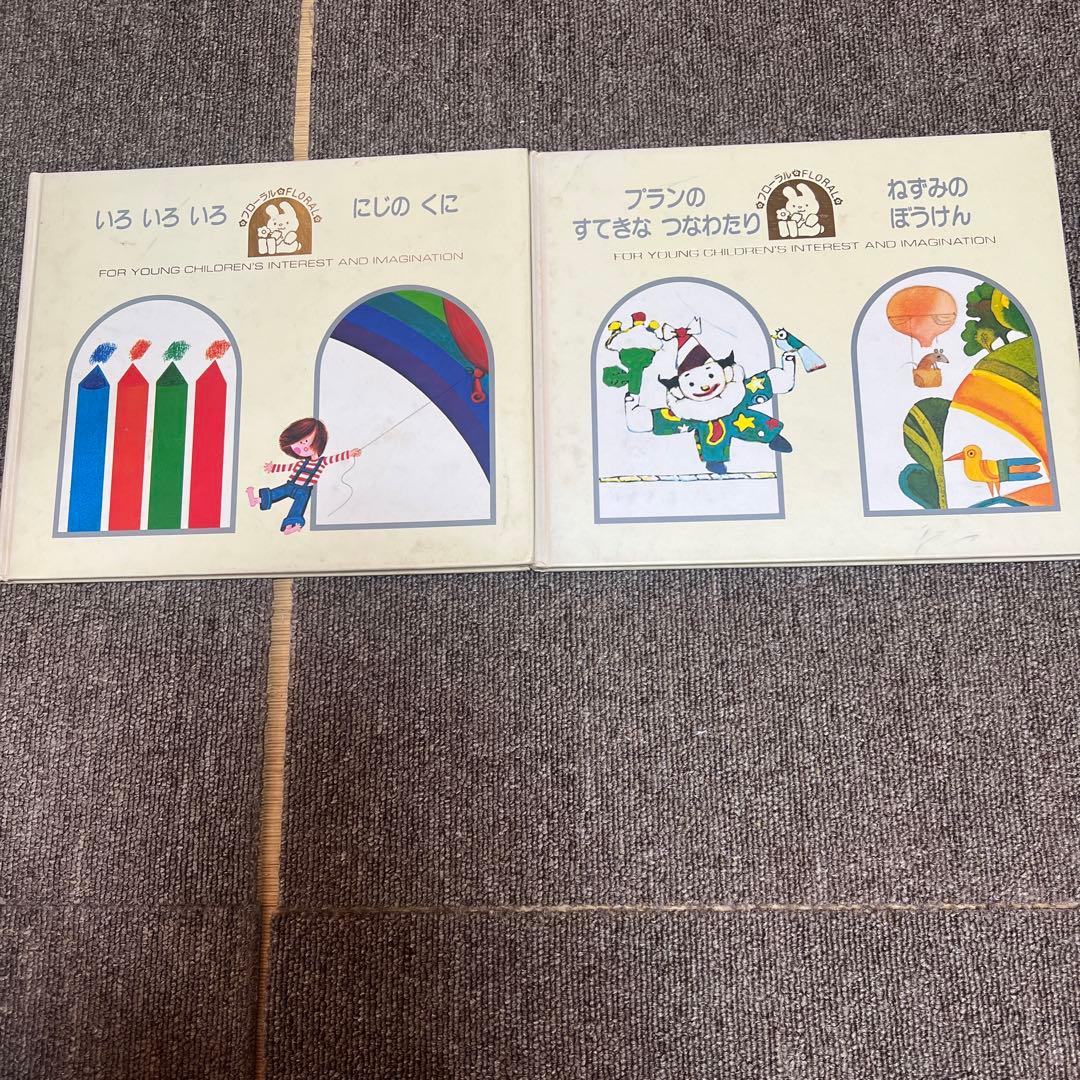 いろ いろ いろ
フローラル FLORAL
にじの くに
FOR YOUNG CHILDREN'S INTEREST AND IMAGINATION
プランの
すてきな つなわたり
フローラル FLORAL
ねずみの
ぼうけん
FOR YOUNG CHILDREN'S INTEREST AND IMAGINATION